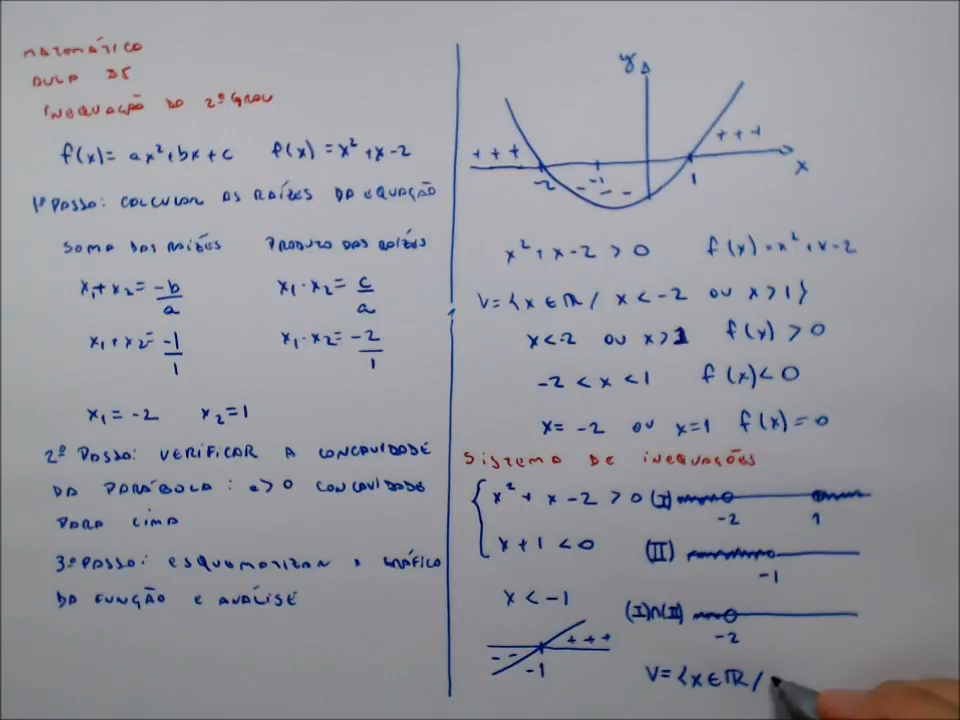 MATEMÁTICO
AULA 35
INEQUAÇÃO DO 2º GRAU
f(x) = ax²+bx+c f(x) = x²+x-2
1º PASSO: CALCULAR AS RAÍZES DA EQUAÇÃO
SOMA DAS RAÍZES PRODUTO DAS RAÍZES
x₁+x₂ = -b/a x₁·x₂ = c/a
x₁+x₂ = -1/1 x₁·x₂ = -2/1
x₁ = -2 x₂ = 1
2º PASSO: VERIFICAR A CONCAVIDADE
DA PARÁBOLA: a>0 CONCAVIDADE
PARA CIMA
3º PASSO: ESQUEMATIZAR O GRÁFICO
DA FUNÇÃO E ANÁLISE
y
+ + + + + +
-2 -1 1 x
- - - -
x²+x-2 > 0 f(x) = x²+x-2
V = {x ∈ ℝ / x < -2 ou x > 1}
x < -2 ou x > 1 f(x) > 0
-2 < x < 1 f(x) < 0
x = -2 ou x = 1 f(x) = 0
SISTEMA DE INEQUAÇÕES
{ x² + x - 2 > 0 (I)
-2 1
x + 1 < 0 (II)
-1
x < -1
(I)∩(II)
-2
- - + + +
-1
V = {x ∈ ℝ /